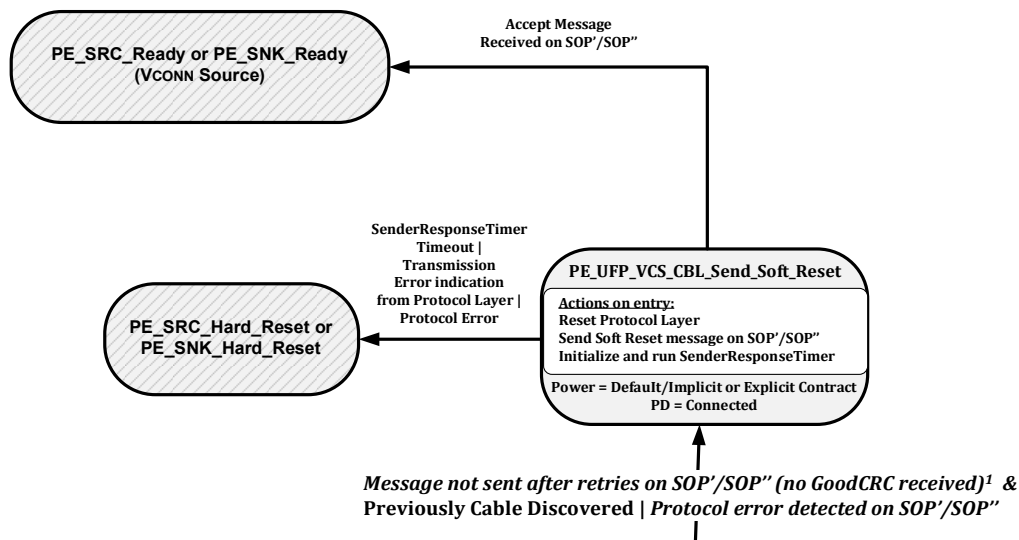 Accept Message
Received on SOP’/SOP’’
PE_SRC_Ready or PE_SNK_Ready
(VCONN Source)
SenderResponseTimer
Timeout |
Transmission
Error indication
from Protocol Layer |
Protocol Error
PE_SRC_Hard_Reset or
PE_SNK_Hard_Reset
PE_UFP_VCS_CBL_Send_Soft_Reset
Actions on entry:
Reset Protocol Layer
Send Soft Reset message on SOP’/SOP’’
Initialize and run SenderResponseTimer
Power = Default/Implicit or Explicit Contract
PD = Connected
Message not sent after retries on SOP’/SOP’’ (no GoodCRC received)¹ &
Previously Cable Discovered | Protocol error detected on SOP’/SOP’’